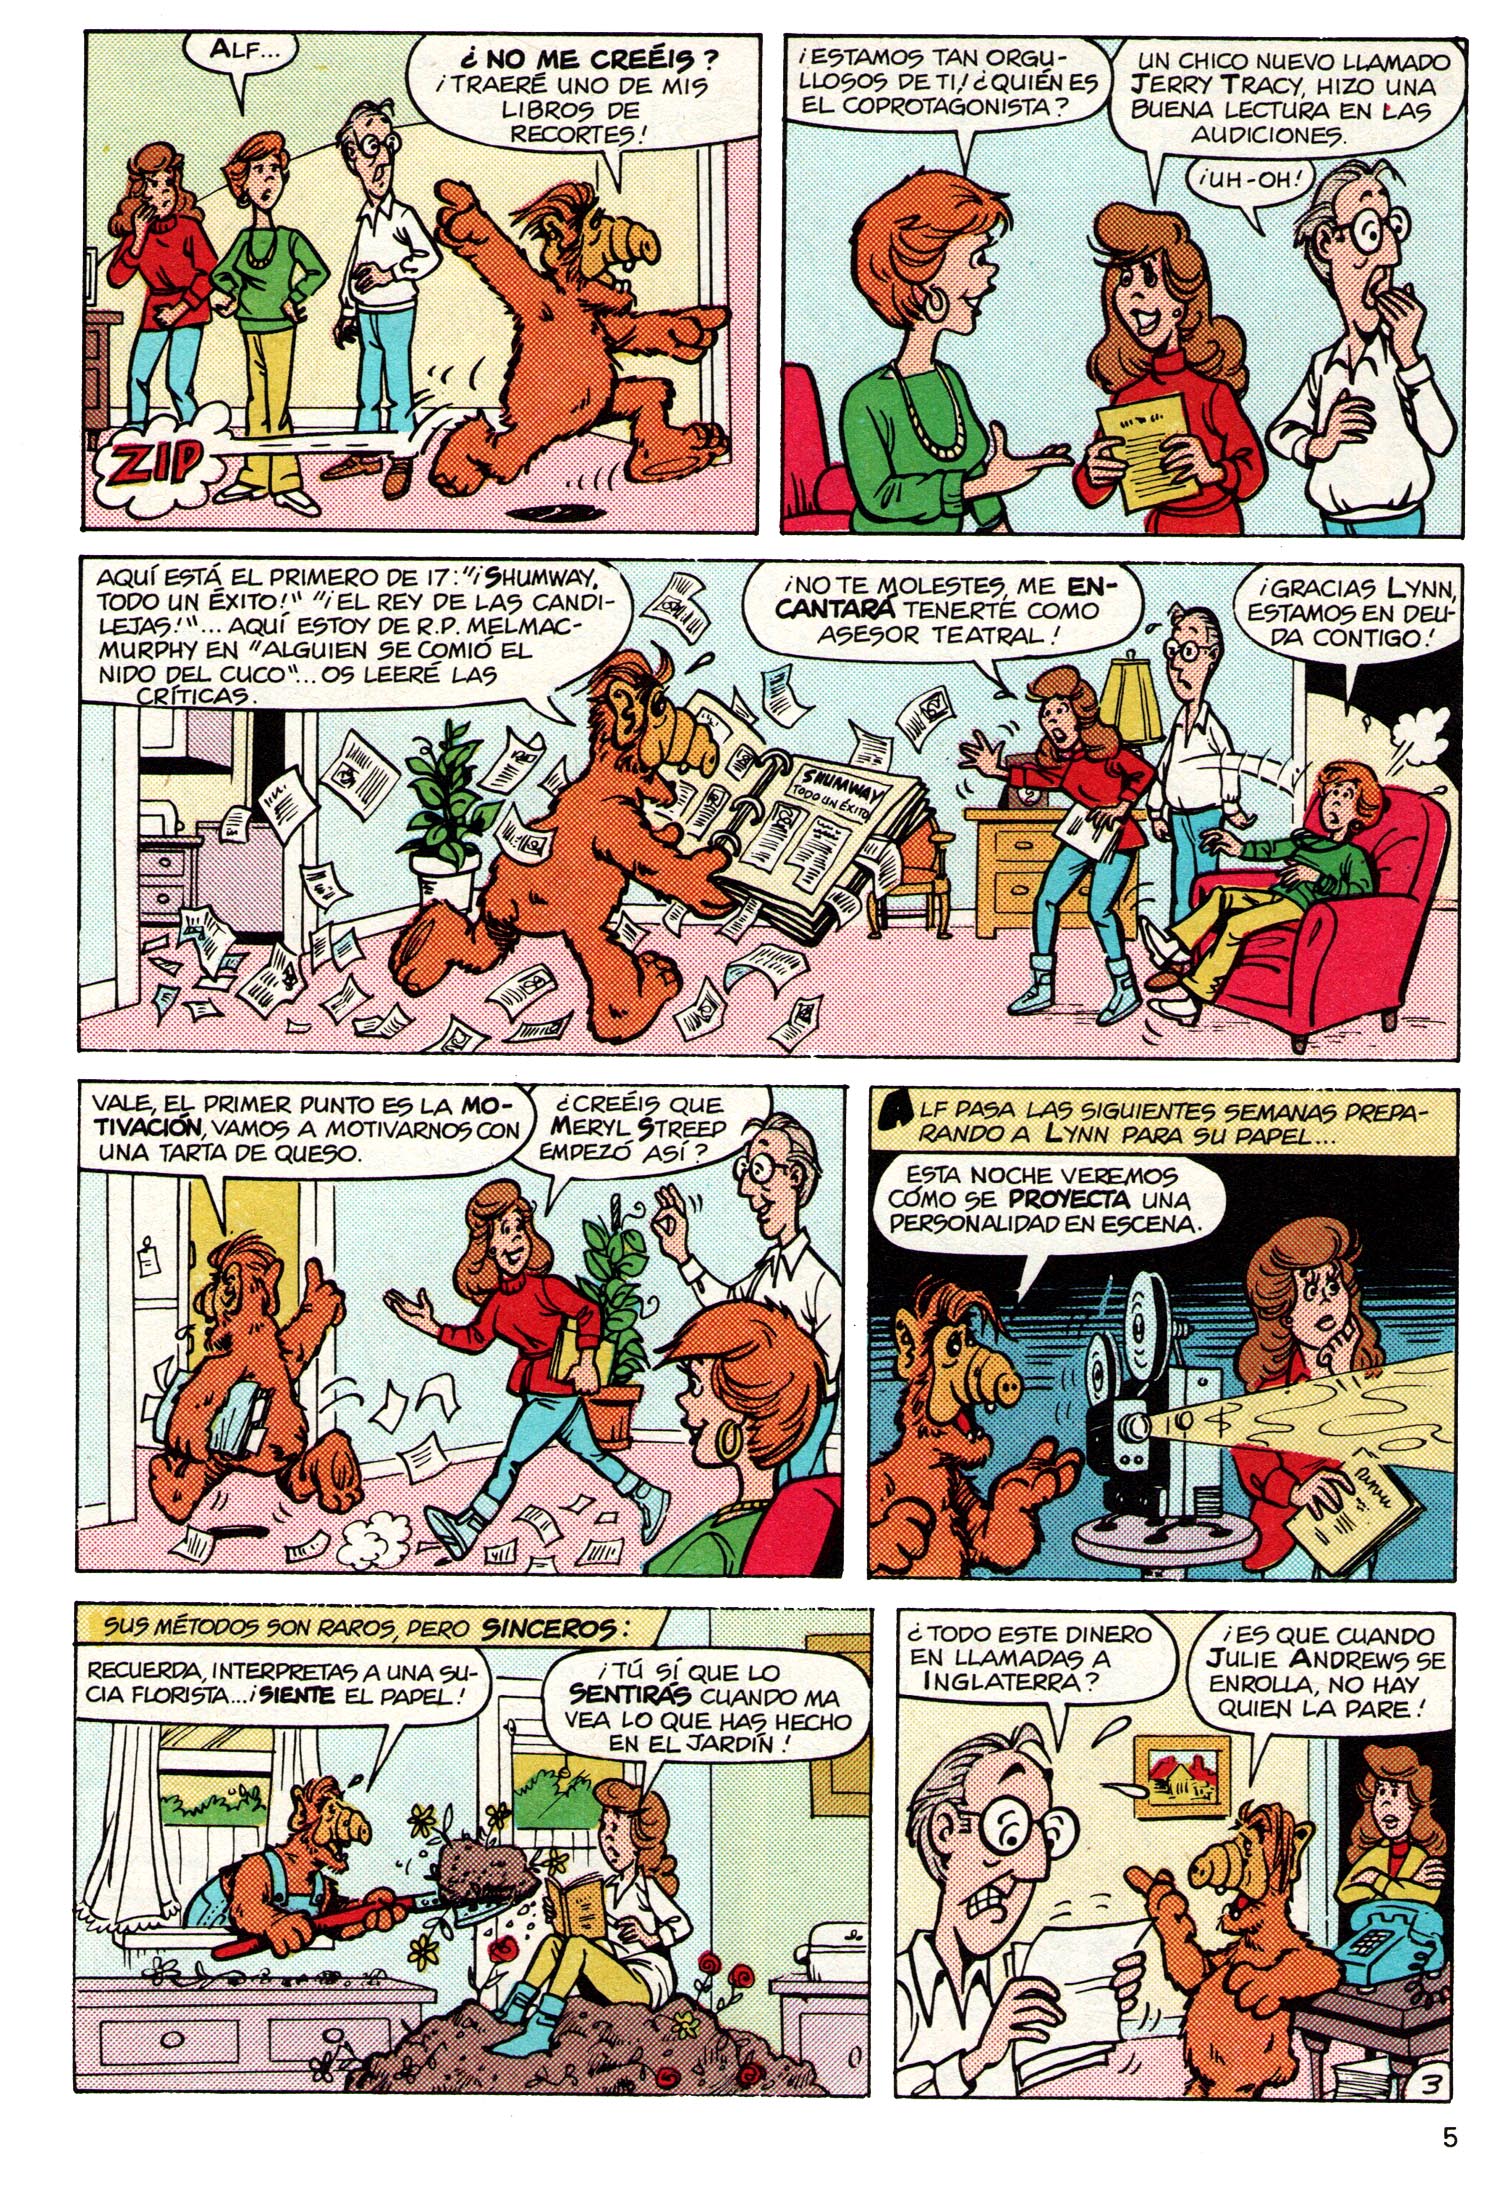 ALF...
¿NO ME CREÉIS?
¡TRAERÉ UNO DE MIS
LIBROS DE
RECORTES!
ZIP
¡ESTAMOS TAN ORGU-
LLOSOS DE TI! ¿QUIÉN ES
EL COPROTAGONISTA?
UN CHICO NUEVO LLAMADO
JERRY TRACY, HIZO UNA
BUENA LECTURA EN LAS
AUDICIONES.
¡UH-OH!
AQUÍ ESTÁ EL PRIMERO DE 17: "¡SHUMWAY,
TODO UN ÉXITO!" "¡EL REY DE LAS CANDI-
LEJAS!"... AQUÍ ESTOY DE R.P. MELMAC-
MURPHY EN "ALGUIEN SE COMIÓ EL
NIDO DEL CUCO"... OS LEERÉ LAS
CRÍTICAS.
SHUMWAY
TODO UN ÉXITO
¡NO TE MOLESTES, ME EN-
CANTARÁ TENERTE COMO
ASESOR TEATRAL!
¡GRACIAS LYNN,
ESTAMOS EN DEU-
DA CONTIGO!
VALE, EL PRIMER PUNTO ES LA MO-
TIVACIÓN, VAMOS A MOTIVARNOS CON
UNA TARTA DE QUESO.
¿CREÉIS QUE
MERYL STREEP
EMPEZÓ ASÍ?
ALF PASA LAS SIGUIENTES SEMANAS PREPA-
RANDO A LYNN PARA SU PAPEL...
ESTA NOCHE VEREMOS
CÓMO SE PROYECTA UNA
PERSONALIDAD EN ESCENA.
SUS MÉTODOS SON RAROS, PERO SINCEROS:
RECUERDA, INTERPRETAS A UNA SU-
CIA FLORISTA... ¡SIENTE EL PAPEL!
¡TÚ SÍ QUE LO
SENTIRÁS CUANDO MA
VEA LO QUE HAS HECHO
EN EL JARDÍN!
¿TODO ESTE DINERO
EN LLAMADAS A
INGLATERRA?
¡ES QUE CUANDO
JULIE ANDREWS SE
ENROLLA, NO HAY
QUIEN LA PARE!
3
5